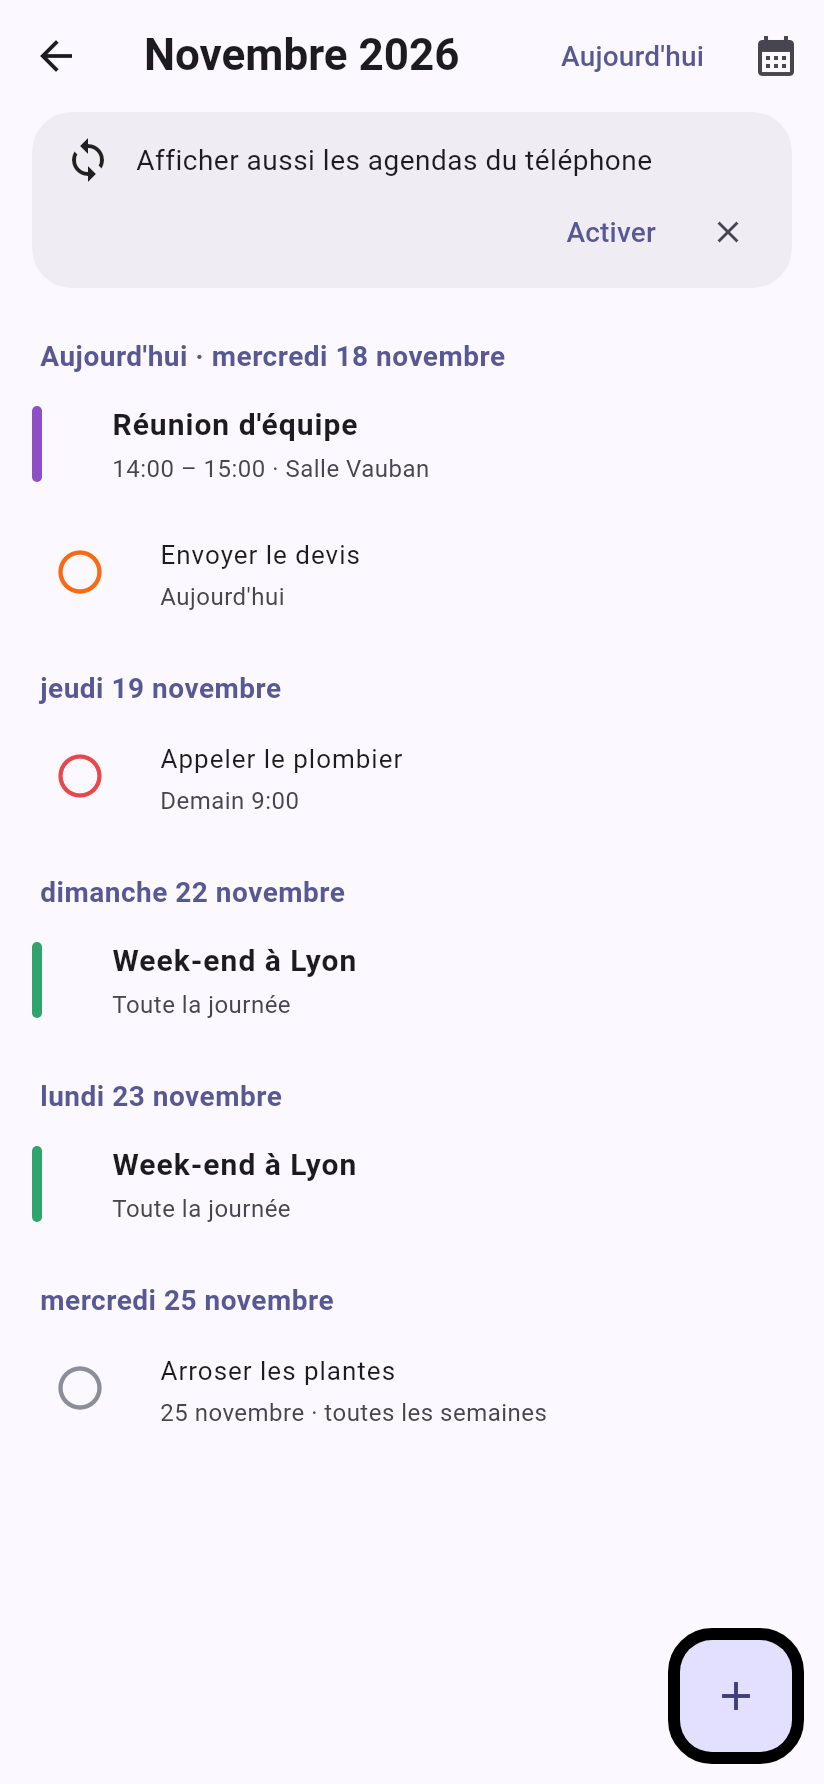 Novembre 2026
Aujourd'hui
Afficher aussi les agendas du téléphone
Activer
Aujourd'hui · mercredi 18 novembre
Réunion d'équipe
14:00 – 15:00 · Salle Vauban
Envoyer le devis
Aujourd'hui
jeudi 19 novembre
Appeler le plombier
Demain 9:00
dimanche 22 novembre
Week-end à Lyon
Toute la journée
lundi 23 novembre
Week-end à Lyon
Toute la journée
mercredi 25 novembre
Arroser les plantes
25 novembre · toutes les semaines